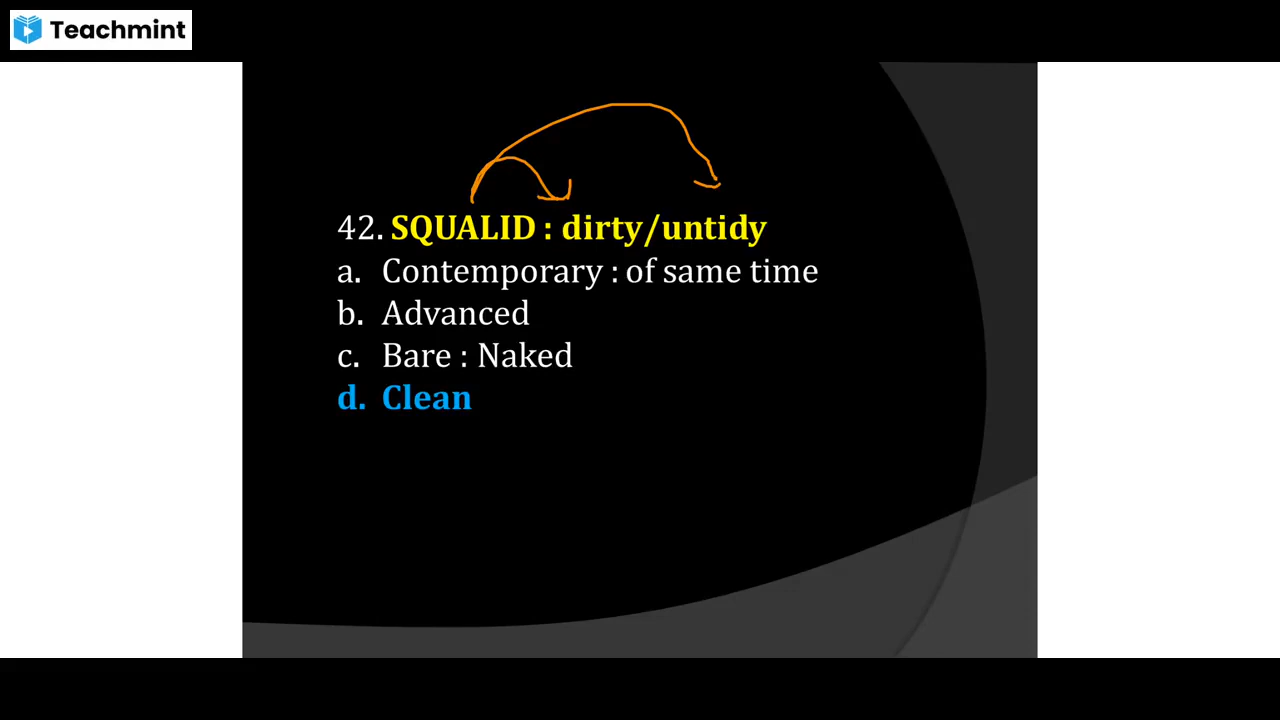 Teachmint
42. SQUALID : dirty/untidy
a. Contemporary : of same time
b. Advanced
c. Bare : Naked
d. Clean